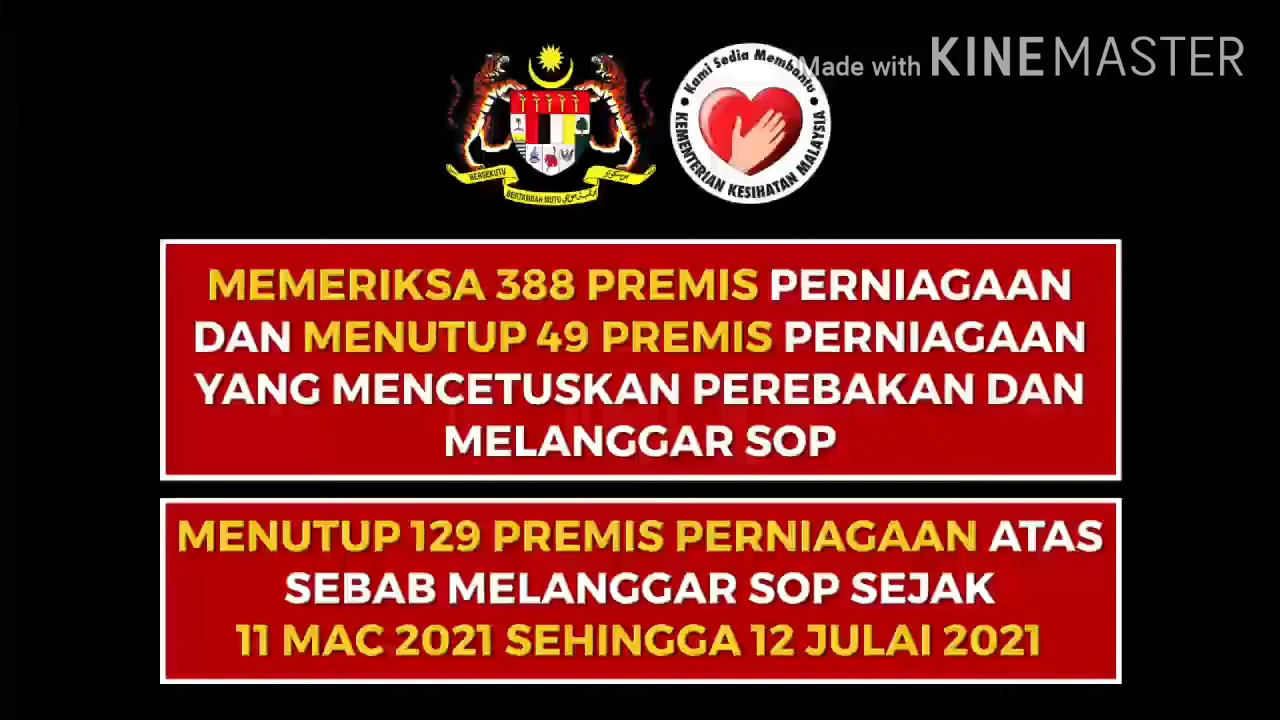 Made with KINEMASTER
Kami Sedia Membantu
KEMENTERIAN KESIHATAN MALAYSIA
BERSEKUTU
BERTAMBAH MUTU
MEMERIKSA 388 PREMIS PERNIAGAAN
DAN MENUTUP 49 PREMIS PERNIAGAAN
YANG MENCETUSKAN PEREBAKAN DAN
MELANGGAR SOP
MENUTUP 129 PREMIS PERNIAGAAN ATAS
SEBAB MELANGGAR SOP SEJAK
11 MAC 2021 SEHINGGA 12 JULAI 2021